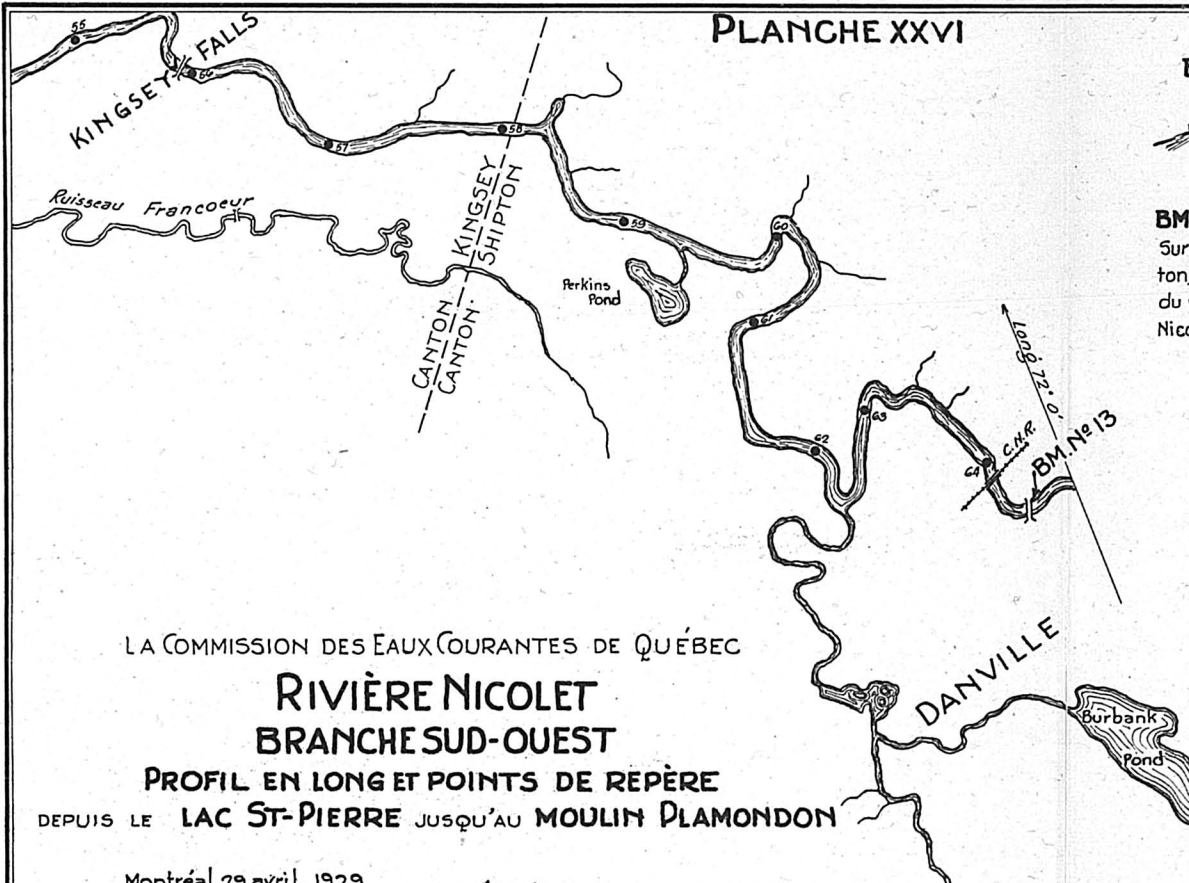 PLANCHE XXVI
55
KINGSEY FALLS
57
58
Ruisseau Francoeur
KINGSEY
SHIPTON
CANTON
CANTON.
59
60
Perkins
Pond
61
BM
Sur
ton,
du
Nico
Long 72° 0'
62
63
64
C.N.R.
BM. Nº 13
LA COMMISSION DES EAUX COURANTES DE QUÉBEC
RIVIÈRE NICOLET
BRANCHE SUD-OUEST
PROFIL EN LONG ET POINTS DE REPÈRE
DEPUIS LE LAC ST-PIERRE JUSQU'AU MOULIN PLAMONDON
DANVILLE
Burbank
Pond
Montréal 29 avril 1929